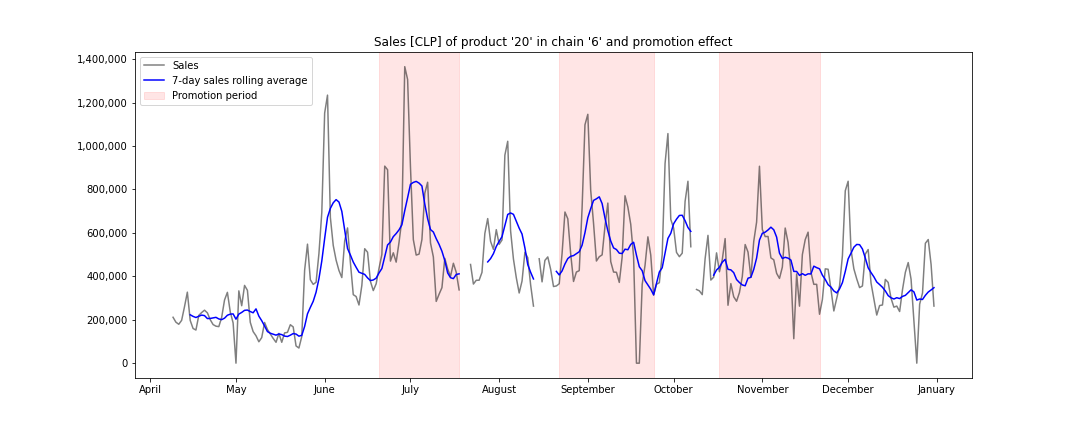 Sales [CLP] of product '20' in chain '6' and promotion effect
1,400,000
1,200,000
1,000,000
800,000
600,000
400,000
200,000
0
Sales
7-day sales rolling average
Promotion period
April May June July August September October November December January